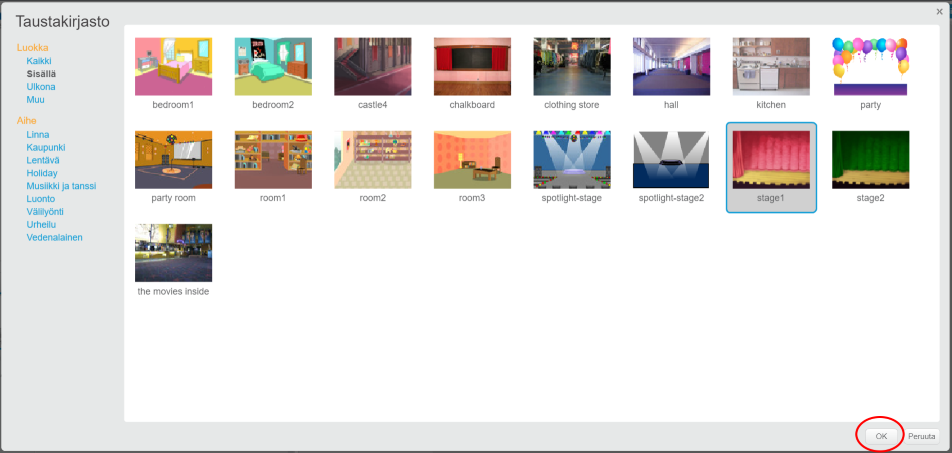 Taustakirjasto
×
Luokka
Kaikki
Sisällä
Ulkona
Muu
Aihe
Linna
Kaupunki
Lentävä
Holiday
Musiikki ja tanssi
Luonto
Väliliyönti
Urheilu
Vedenalainen
bedroom1 bedroom2 castle4 chalkboard clothing store hall kitchen party
party room room1 room2 room3 spotlight-stage spotlight-stage2 stage1 stage2
the movies inside
OK Peruuta